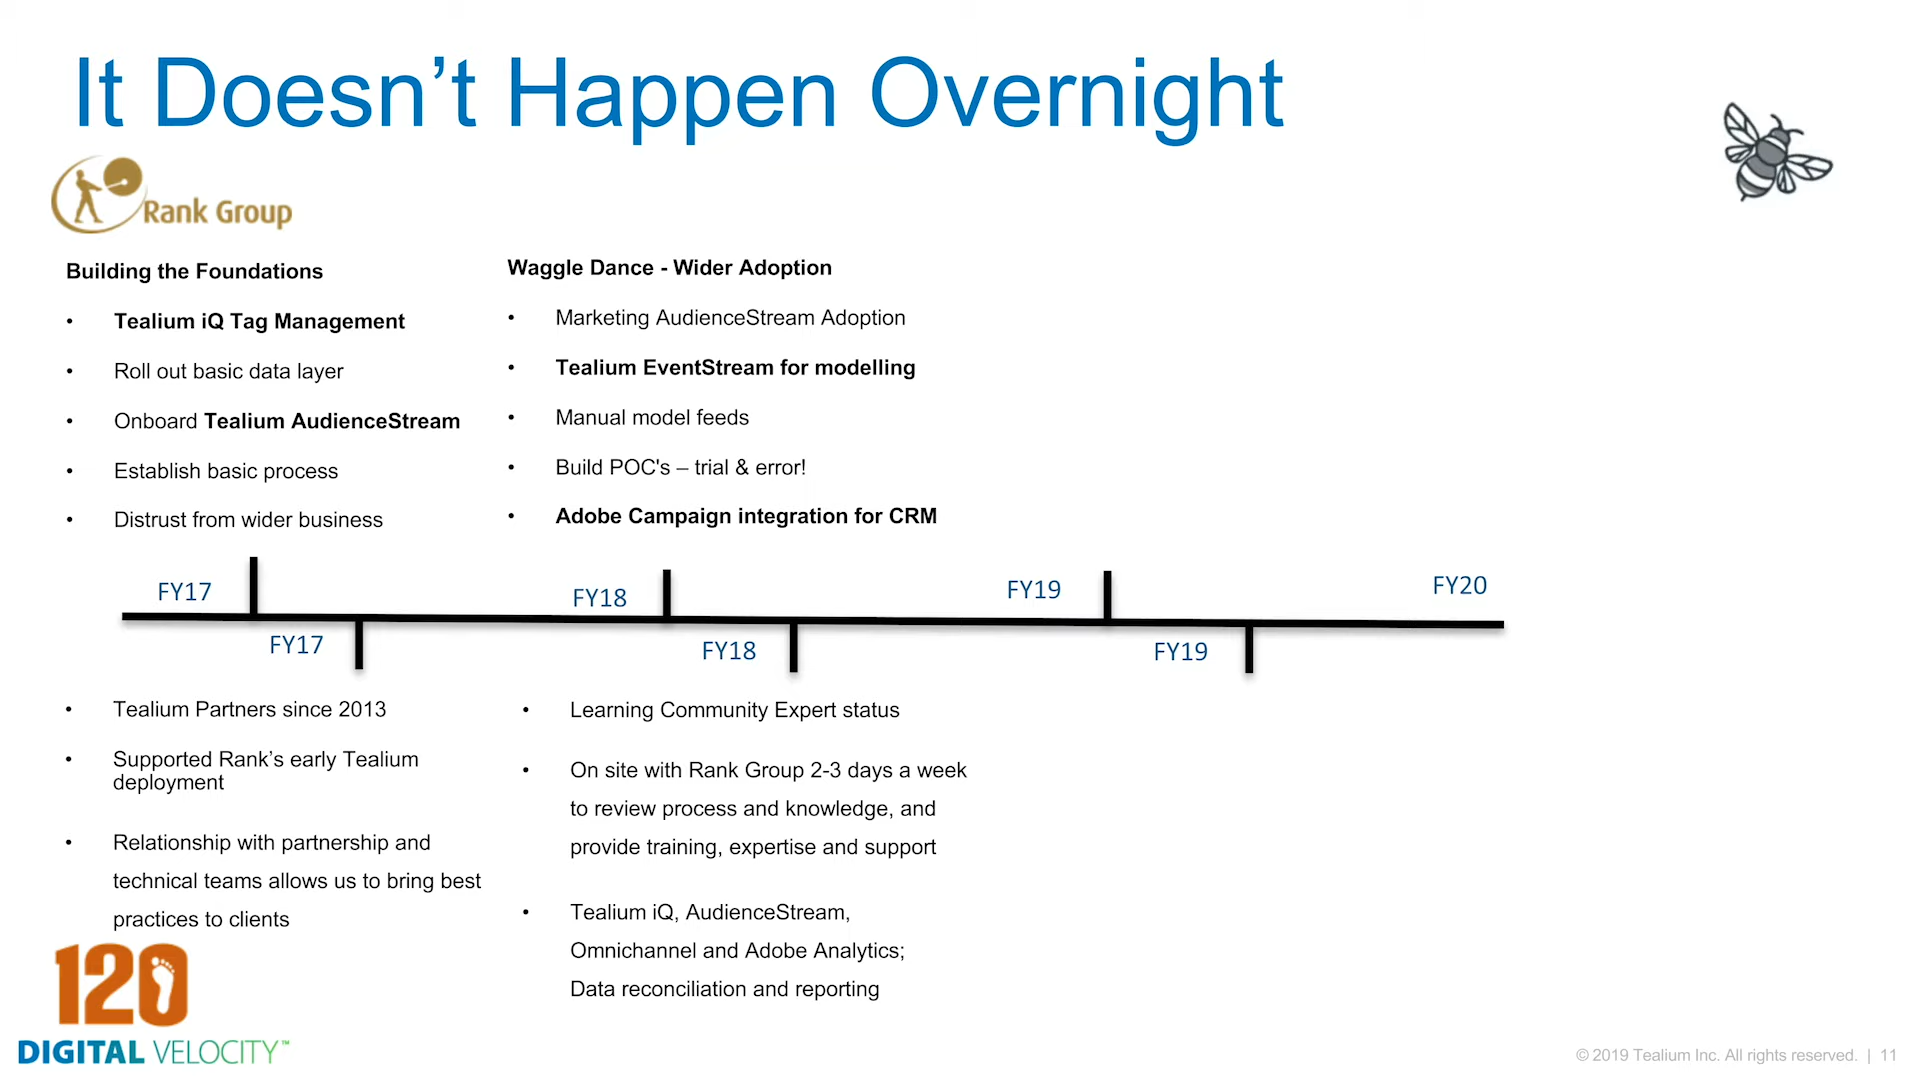 It Doesn’t Happen Overnight
Rank Group
Building the Foundations
• Tealium iQ Tag Management
• Roll out basic data layer
• Onboard Tealium AudienceStream
• Establish basic process
• Distrust from wider business
Waggle Dance - Wider Adoption
• Marketing AudienceStream Adoption
• Tealium EventStream for modelling
• Manual model feeds
• Build POC's – trial & error!
• Adobe Campaign integration for CRM
FY17
FY18
FY19
FY20
FY17
FY18
FY19
• Tealium Partners since 2013
• Supported Rank’s early Tealium
deployment
• Relationship with partnership and
technical teams allows us to bring best
practices to clients
• Learning Community Expert status
• On site with Rank Group 2-3 days a week
to review process and knowledge, and
provide training, expertise and support
• Tealium iQ, AudienceStream,
Omnichannel and Adobe Analytics;
Data reconciliation and reporting
120
DIGITAL VELOCITY™
© 2019 Tealium Inc. All rights reserved. | 11